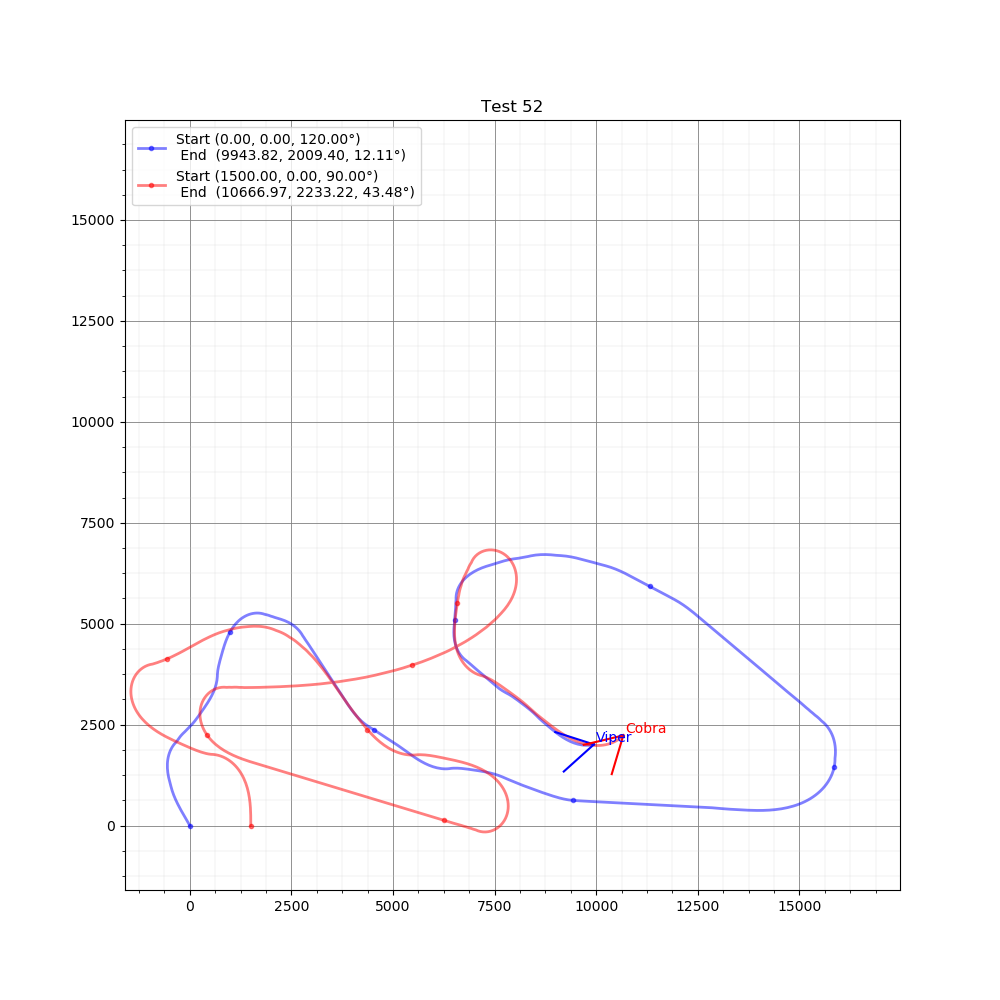 Test 52
Start (0.00, 0.00, 120.00°)
End (9943.82, 2009.40, 12.11°)
Start (1500.00, 0.00, 90.00°)
End (10666.97, 2233.22, 43.48°)
15000
12500
10000
7500
5000
2500
0
Cobra
Viper
0 2500 5000 7500 10000 12500 15000